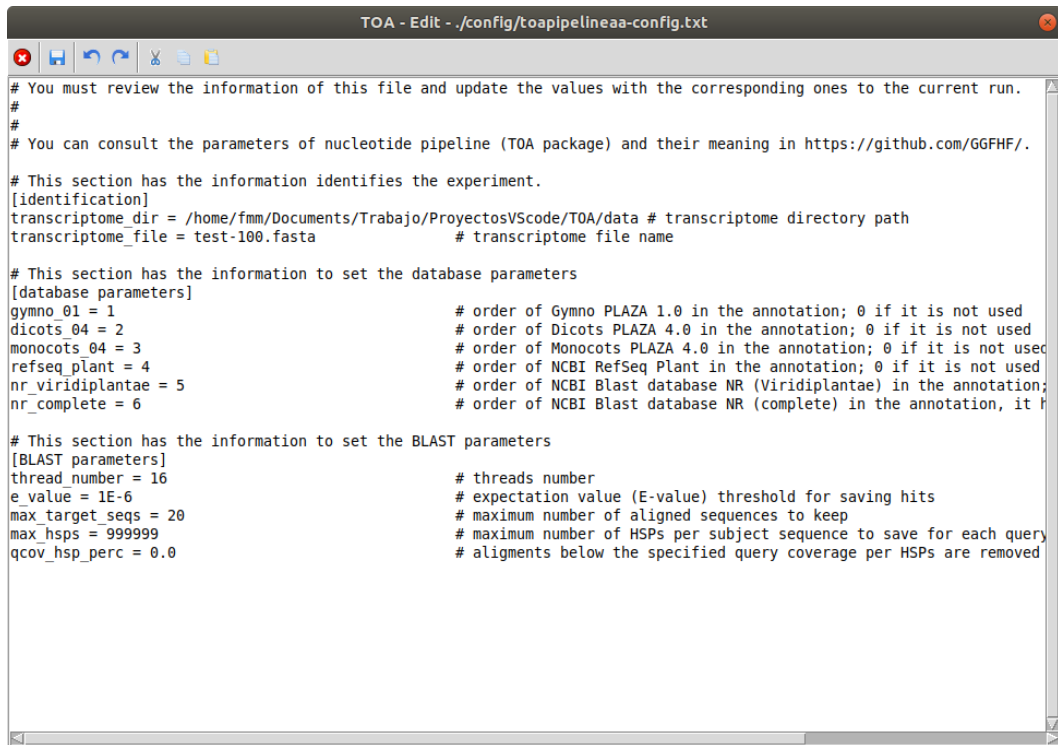 TOA - Edit - ./config/toapipelineaa-config.txt
# You must review the information of this file and update the values with the corresponding ones to the current run.
#
#
# You can consult the parameters of nucleotide pipeline (TOA package) and their meaning in https://github.com/GGFHF/.
# This section has the information identifies the experiment.
[identification]
transcriptome_dir = /home/fmm/Documents/Trabajo/ProyectosVScode/TOA/data # transcriptome directory path
transcriptome_file = test-100.fasta # transcriptome file name
# This section has the information to set the database parameters
[database parameters]
gymno_01 = 1 # order of Gymno PLAZA 1.0 in the annotation; 0 if it is not used
dicots_04 = 2 # order of Dicots PLAZA 4.0 in the annotation; 0 if it is not used
monocots_04 = 3 # order of Monocots PLAZA 4.0 in the annotation; 0 if it is not used
refseq_plant = 4 # order of NCBI RefSeq Plant in the annotation; 0 if it is not used
nr_viridiplantae = 5 # order of NCBI Blast database NR (Viridiplantae) in the annotation;
nr_complete = 6 # order of NCBI Blast database NR (complete) in the annotation, it
# This section has the information to set the BLAST parameters
[BLAST parameters]
thread_number = 16 # threads number
e_value = 1E-6 # expectation value (E-value) threshold for saving hits
max_target_seqs = 20 # maximum number of aligned sequences to keep
max_hsps = 999999 # maximum number of HSPs per subject sequence to save for each query
qcov_hsp_perc = 0.0 # aligments below the specified query coverage per HSPs are removed